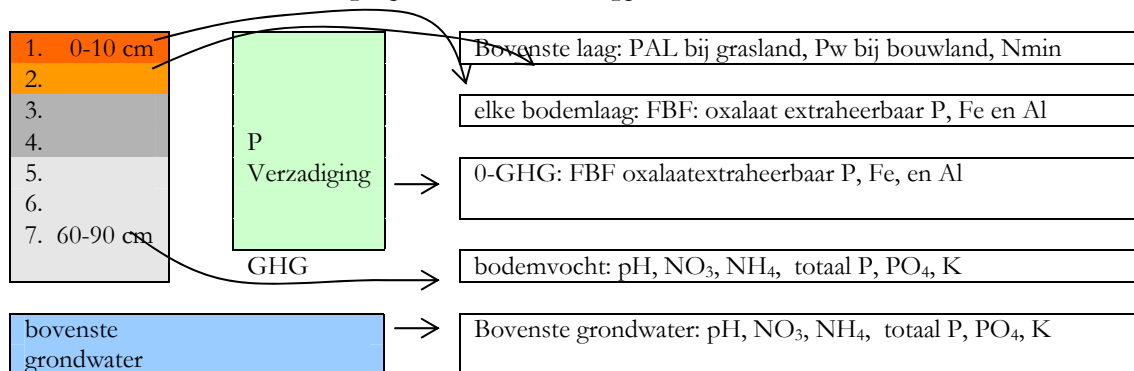 1. 0-10 cm
2.
3.
4.
5.
6.
7. 60-90 cm
P
Verzadiging
GHG
Bovenste laag: PAL bij grasland, Pw bij bouwland, Nmin
elke bodemlaag: FBF: oxalaat extraheerbaar P, Fe en Al
0-GHG: FBF oxalaatextraheerbaar P, Fe, en Al
bodemvocht: pH, NO₃, NH₄, totaal P, PO₄, K
bovenste
grondwater
Bovenste grondwater: pH, NO₃, NH₄, totaal P, PO₄, K